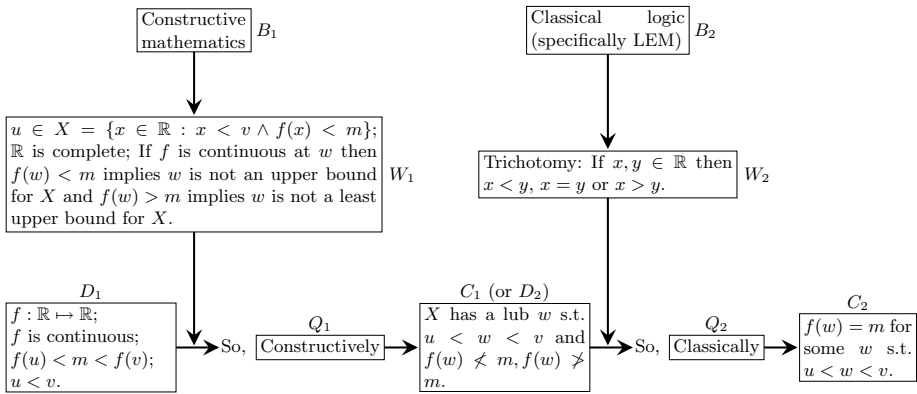 Constructive
mathematics
B₁
Classical logic
(specifically LEM)
B₂
u ∈ X = {x ∈ ℝ : x < v ∧ f(x) < m};
ℝ is complete; If f is continuous at w then
f(w) < m implies w is not an upper bound
for X and f(w) > m implies w is not a least
upper bound for X.
W₁
Trichotomy: If x, y ∈ ℝ then
x < y, x = y or x > y.
W₂
D₁
f : ℝ ↦ ℝ;
f is continuous;
f(u) < m < f(v);
u < v.
So,
Q₁
Constructively
C₁ (or D₂)
X has a lub w s.t.
u < w < v and
f(w) ≮ m, f(w) ≯
m.
So,
Q₂
Classically
C₂
f(w) = m for
some w s.t.
u < w < v.